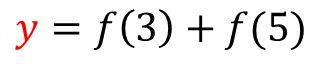 y = f(3) + f(5)